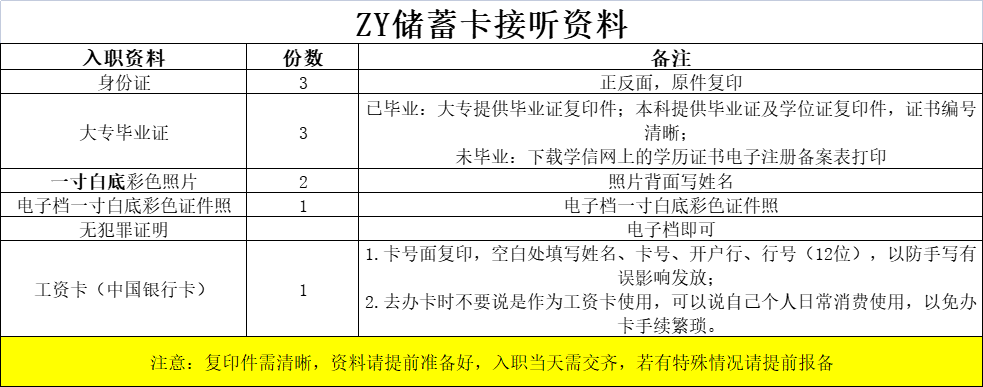 ZY储蓄卡接听资料
入职资料 份数 备注
身份证 3 正反面，原件复印
大专毕业证 3 已毕业：大专提供毕业证复印件；本科提供毕业证及学位证复印件，证书编号
清晰；
未毕业：下载学信网上的学历证书电子注册备案表打印
一寸白底彩色照片 2 照片背面写姓名
电子档一寸白底彩色证件照 1 电子档一寸白底彩色证件照
无犯罪证明 电子档即可
工资卡（中国银行卡） 1 1.卡号面复印，空白处填写姓名、卡号、开户行、行号（12位），以防手写有
误影响发放；
2.去办卡时不要说是作为工资卡使用，可以说自己个人日常消费使用，以免办
卡手续繁琐。
注意：复印件需清晰，资料请提前准备好，入职当天需交齐，若有特殊情况请提前报备